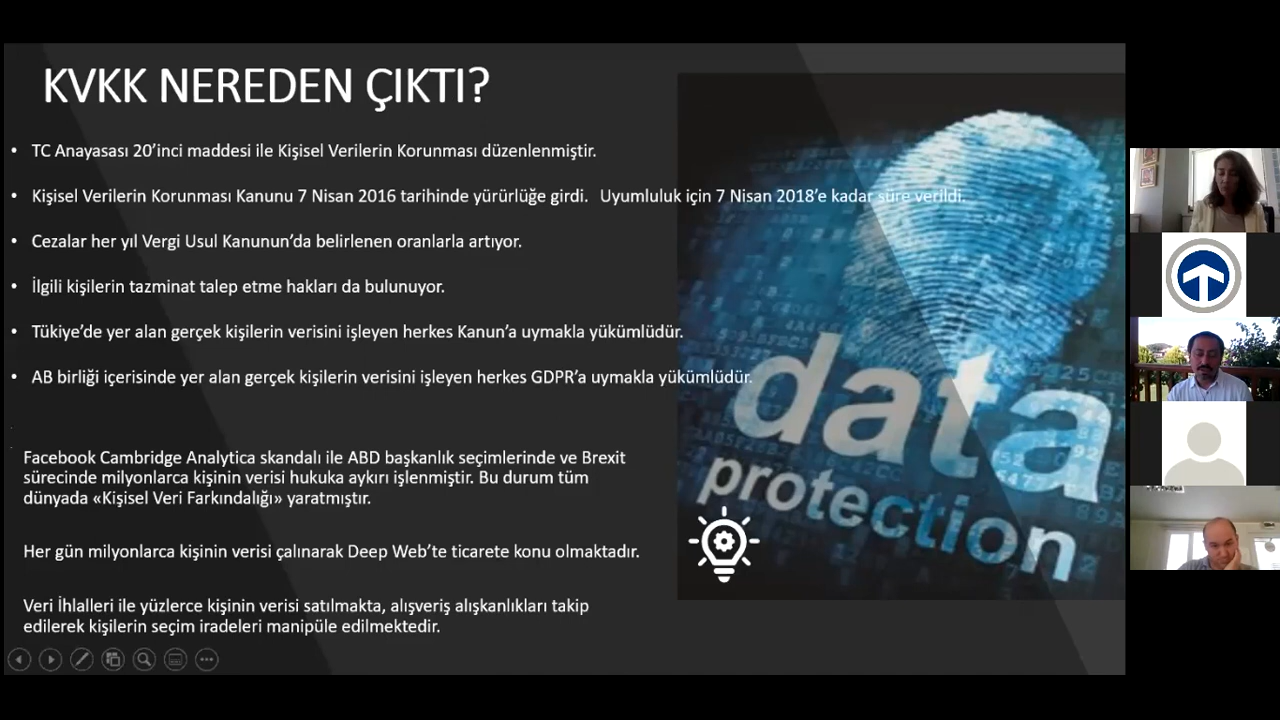 KVKK NEREDEN ÇIKTI?
• TC Anayasası 20'inci maddesi ile Kişisel Verilerin Korunması düzenlenmiştir.
• Kişisel Verilerin Korunması Kanunu 7 Nisan 2016 tarihinde yürürlüğe girdi. Uyumluluk için 7 Nisan 2018'e kadar süre verildi.
• Cezalar her yıl Vergi Usul Kanunun'da belirlenen oranlarla artıyor.
• İlgili kişilerin tazminat talep etme hakları da bulunuyor.
• Tükiye'de yer alan gerçek kişilerin verisini işleyen herkes Kanun'a uymakla yükümlüdür.
• AB birliği içerisinde yer alan gerçek kişilerin verisini işleyen herkes GDPR'a uymakla yükümlüdür.
Facebook Cambridge Analytica skandalı ile ABD başkanlık seçimlerinde ve Brexit
sürecinde milyonlarca kişinin verisi hukuka aykırı işlenmiştir. Bu durum tüm
dünyada «Kişisel Veri Farkındalığı» yaratmıştır.
Her gün milyonlarca kişinin verisi çalınarak Deep Web'te ticarete konu olmaktadır.
Veri İhlalleri ile yüzlerce kişinin verisi satılmakta, alışveriş alışkanlıkları takip
edilerek kişilerin seçim iradeleri manipüle edilmektedir.
data
protection